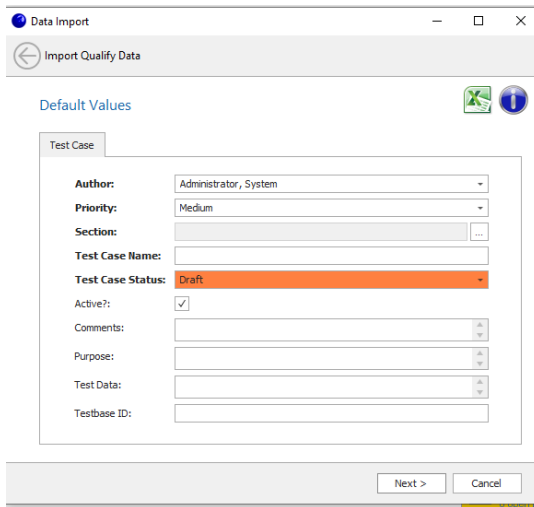 Data Import
Import Qualify Data
Default Values
Test Case
Author: Administrator, System
Priority: Medium
Section: ...
Test Case Name:
Test Case Status: Draft
Active?:
Comments:
Purpose:
Test Data:
Testbase ID:
Next > Cancel